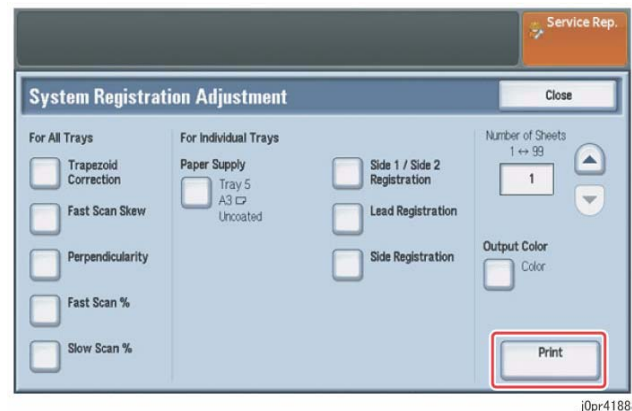 Service Rep.
System Registration Adjustment
Close
For All Trays
Trapezoid
Correction
Fast Scan Skew
Perpendicularity
Fast Scan %
Slow Scan %
For Individual Trays
Paper Supply
Tray 5
A3
Uncoated
Side 1 / Side 2
Registration
Lead Registration
Side Registration
Number of Sheets
1 ↔ 99
1
Output Color
Color
Print
j0pr4188